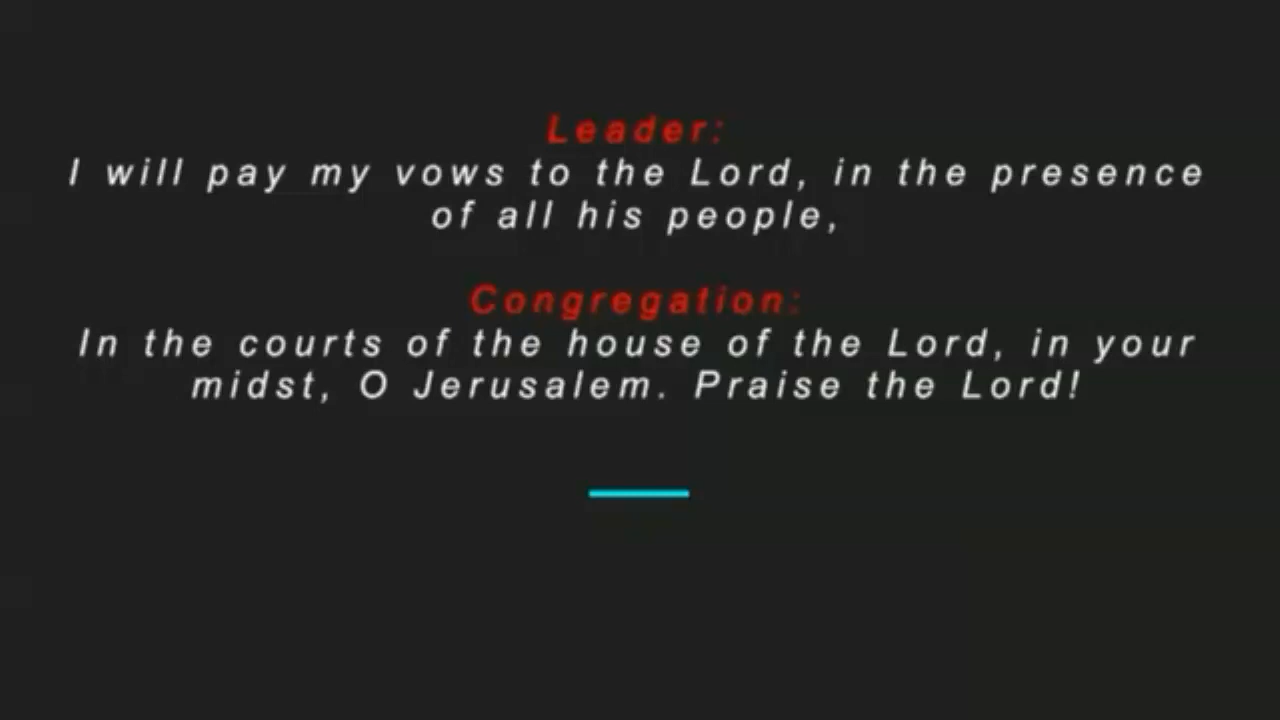 Leader:
I will pay my vows to the Lord, in the presence
of all his people,
Congregation:
In the courts of the house of the Lord, in your
midst, O Jerusalem. Praise the Lord!